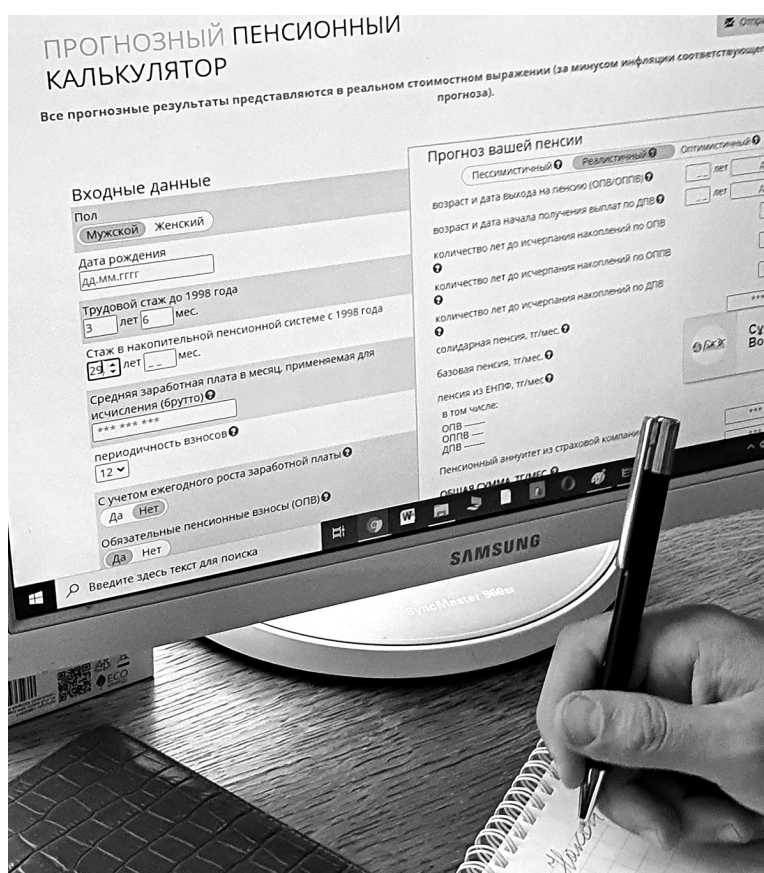 ПРОГНОЗНЫЙ ПЕНСИОННЫЙ
КАЛЬКУЛЯТОР
Все прогнозные результаты представляются в реальном стоимостном выражении (за минусом инфляции соответствующе
прогноза).
Входные данные
Пол
Мужской Женский
Дата рождения
дд.мм.гггг
Трудовой стаж до 1998 года
3 лет 6 мес.
Стаж в накопительной пенсионной системе с 1998 года
29 лет _ _ мес.
Средняя заработная плата в месяц, применяемая для
исчисления (брутто)
*** *** ***
периодичность взносов
12
С учетом ежегодного роста заработной платы
Да Нет
Обязательные пенсионные взносы (ОПВ)
Да Нет
Прогноз вашей пенсии
Пессимистичный Реалистичный Оптимистичный
возраст и дата выхода на пенсию (ОПВ/ОППВ) _ _ лет
возраст и дата начала получения выплат по ДПВ _ _ лет
количество лет до исчерпания накоплений по ОПВ
количество лет до исчерпания накоплений по ОППВ
количество лет до исчерпания накоплений по ДПВ
солидарная пенсия, тг/мес. ***
базовая пенсия, тг/мес.
пенсия из ЕНПФ, тг/мес
в том числе:
ОПВ
ОППВ
ДПВ
Пенсионный аннуитет из страховой компани
ОБЩАЯ СУММА, ТГ/МЕС
Введите здесь текст для поиска
SAMSUNG
SyncMaster
ECO